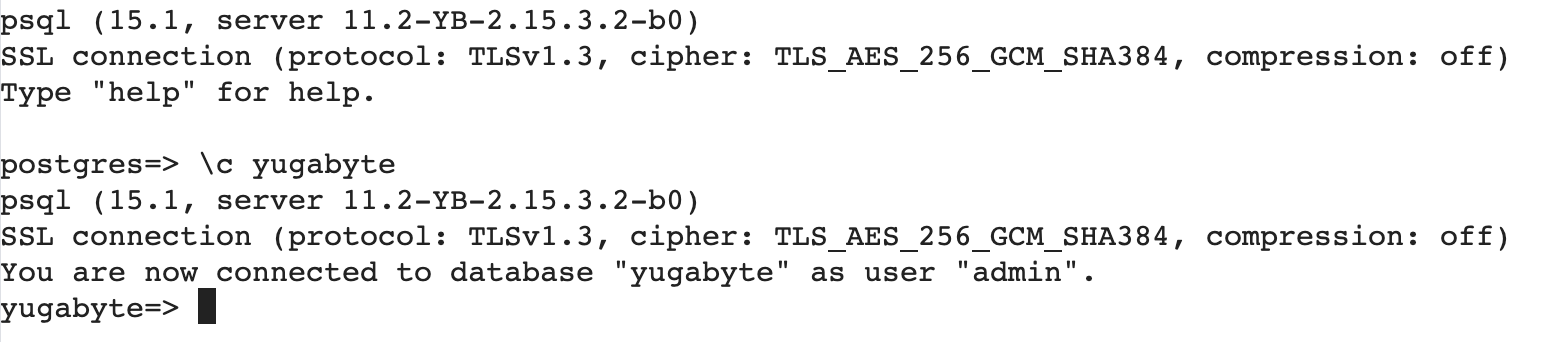 psql (15.1, server 11.2-YB-2.15.3.2-b0)
SSL connection (protocol: TLSv1.3, cipher: TLS_AES_256_GCM_SHA384, compression: off)
Type "help" for help.

postgres=> \c yugabyte
psql (15.1, server 11.2-YB-2.15.3.2-b0)
SSL connection (protocol: TLSv1.3, cipher: TLS_AES_256_GCM_SHA384, compression: off)
You are now connected to database "yugabyte" as user "admin".
yugabyte=>